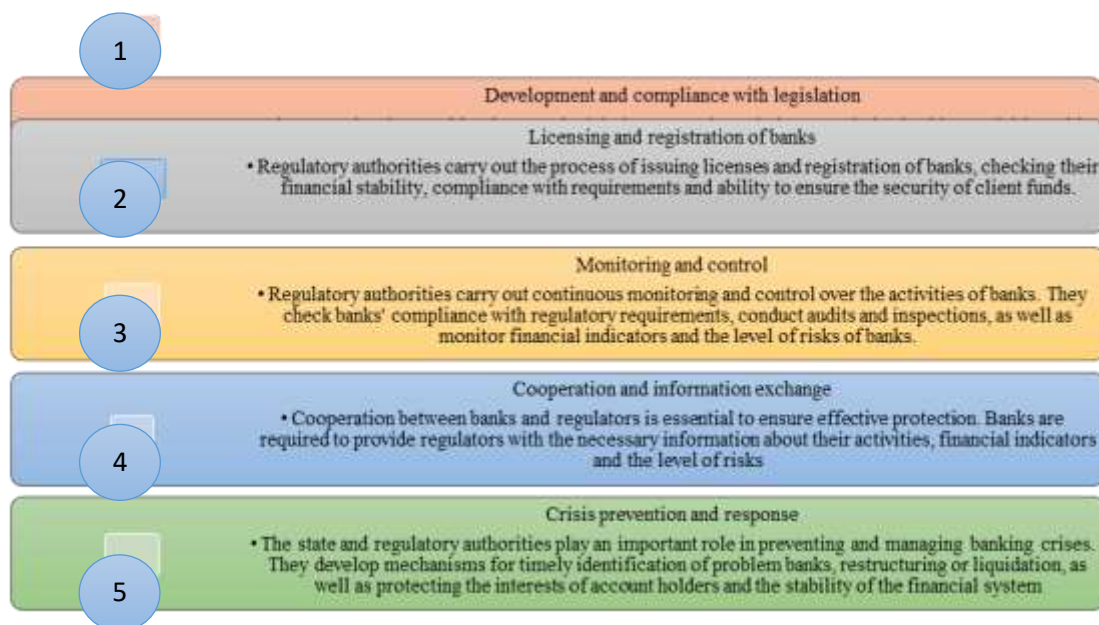 1
Development and compliance with legislation
Licensing and registration of banks
2
• Regulatory authorities carry out the process of issuing licenses and registration of banks, checking their
financial stability, compliance with requirements and ability to ensure the security of client funds.
Monitoring and control
3
• Regulatory authorities carry out continuous monitoring and control over the activities of banks. They
check banks' compliance with regulatory requirements, conduct audits and inspections, as well as
monitor financial indicators and the level of risks of banks.
Cooperation and information exchange
4
• Cooperation between banks and regulators is essential to ensure effective protection. Banks are
required to provide regulators with the necessary information about their activities, financial indicators
and the level of risks
Crisis prevention and response
5
• The state and regulatory authorities play an important role in preventing and managing banking crises.
They develop mechanisms for timely identification of problem banks, restructuring or liquidation, as
well as protecting the interests of account holders and the stability of the financial system